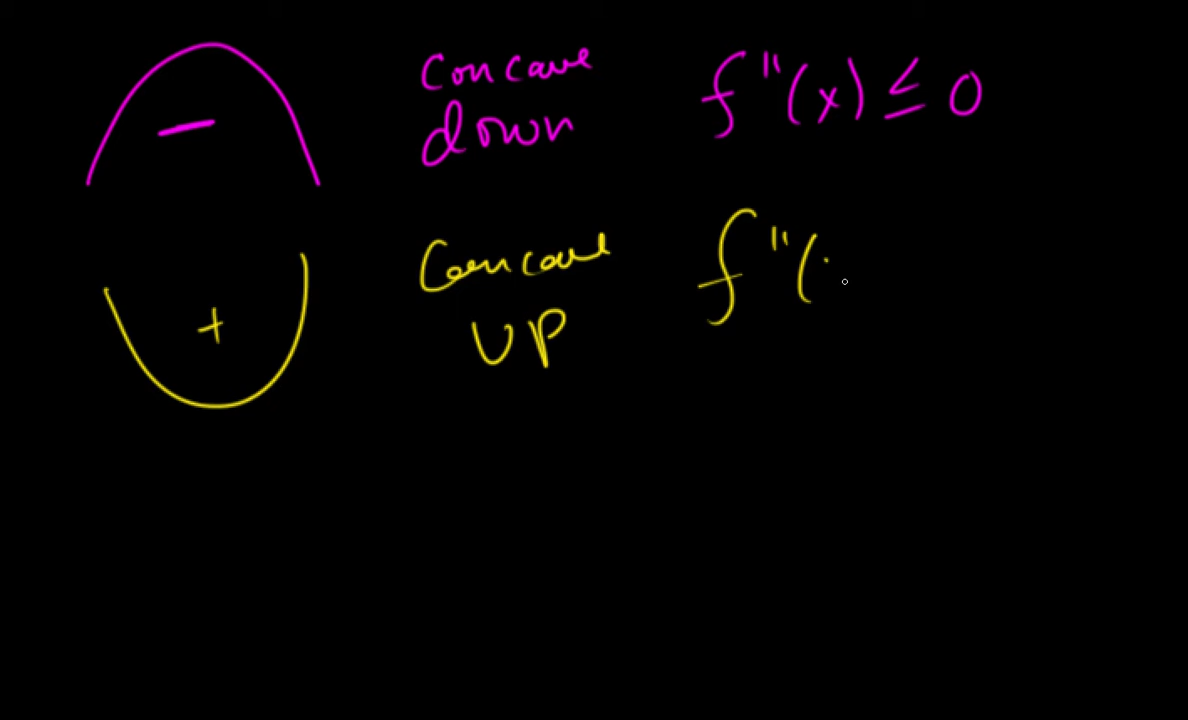 −
concave
down
f"(x) ≤ 0
+
Concave
UP
f"(